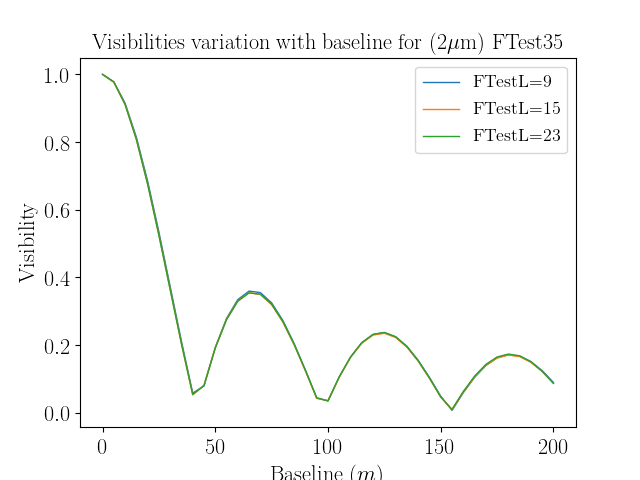 Visibilities variation with baseline for (2μm) FTest35
FTestL=9
FTestL=15
FTestL=23
Visibility
1.0
0.8
0.6
0.4
0.2
0.0
0 50 100 150 200
Baseline (m)